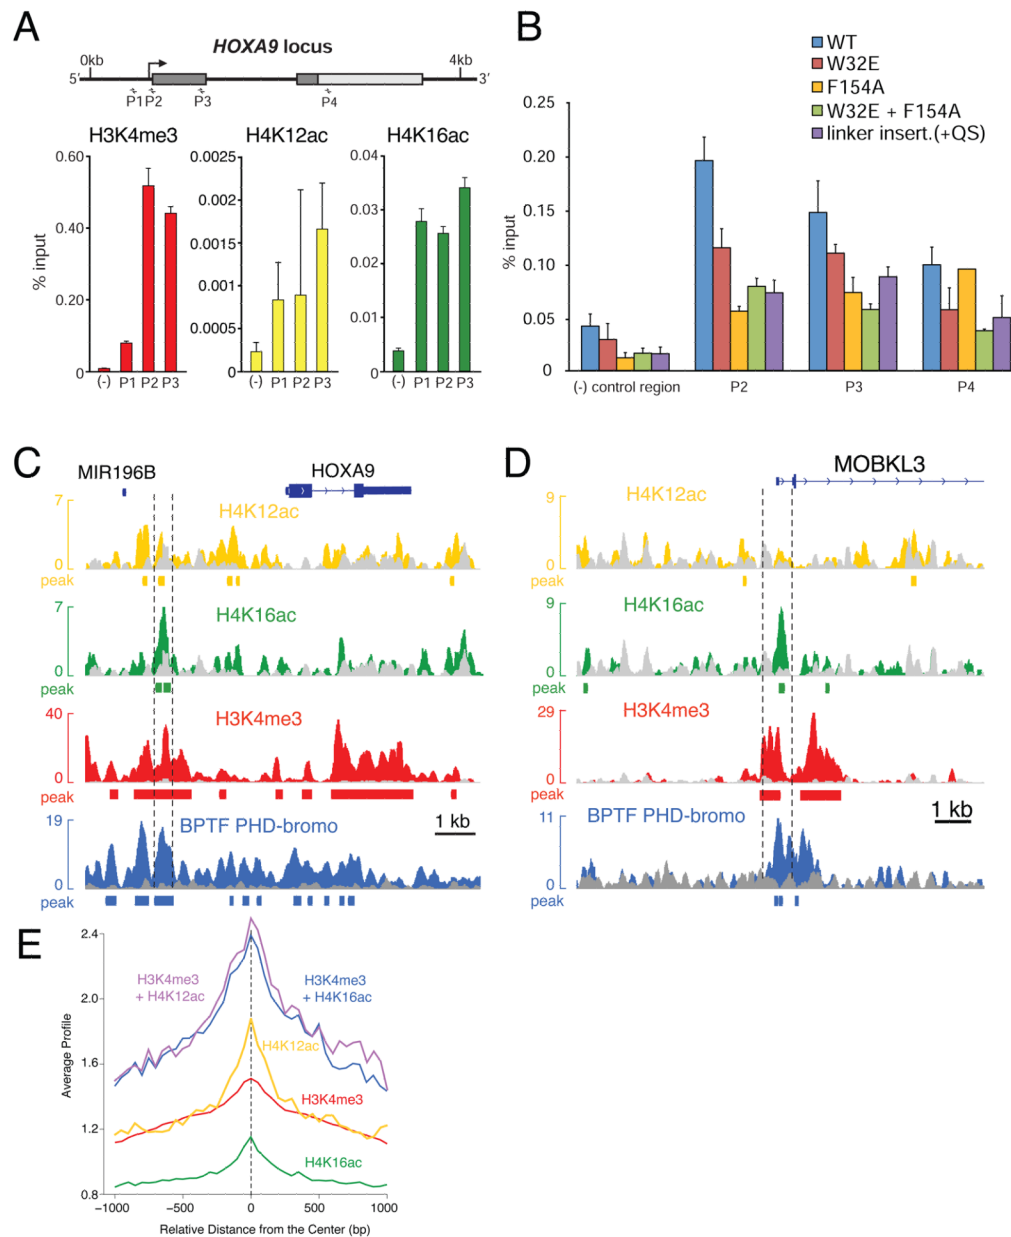 A
HOXA9 locus
0kb
4kb
5′
3′
P1 P2
P3
P4
H3K4me3
H4K12ac
H4K16ac
% input
0.60
0.40
0.20
0
(-) P1 P2 P3
0.0025
0.002
0.0015
0.001
0.0005
0
(-) P1 P2 P3
0.04
0.03
0.02
0.01
0
(-) P1 P2 P3
B
WT
W32E
F154A
W32E + F154A
linker insert.(+QS)
% input
0.25
0.20
0.15
0.10
0.05
0
(-) control region
P2
P3
P4
C
MIR196B
HOXA9
7
H4K12ac
0
peak
7
H4K16ac
0
peak
40
H3K4me3
0
peak
19
BPTF PHD-bromo
1 kb
0
peak
D
MOBKL3
9
H4K12ac
0
peak
9
H4K16ac
0
peak
29
H3K4me3
0
peak
11
BPTF PHD-bromo
1 kb
0
peak
E
Average Profile
2.4
2.0
1.6
1.2
0.8
H3K4me3
+ H4K12ac
H3K4me3
+ H4K16ac
H4K12ac
H3K4me3
H4K16ac
−1000
−500
0
500
1000
Relative Distance from the Center (bp)